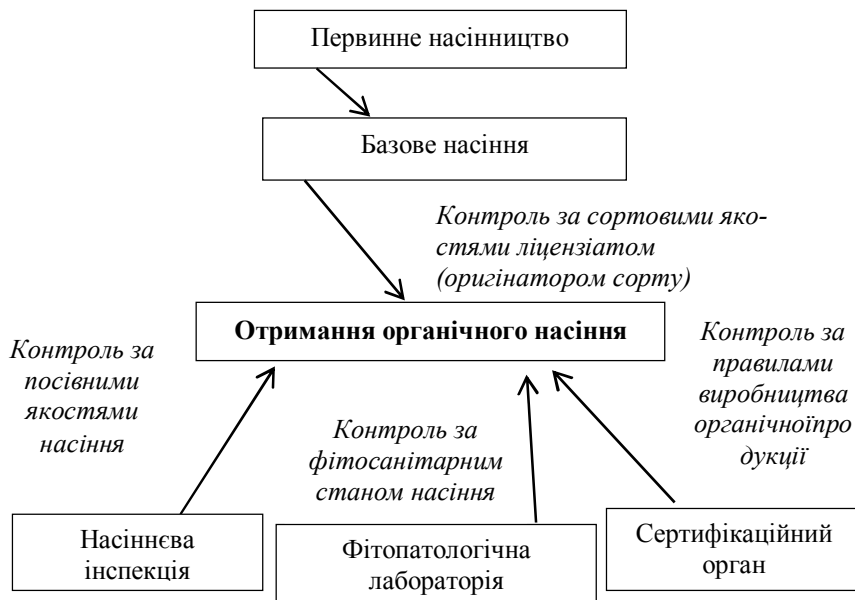 Первинне насінництво
Базове насіння
Контроль за сортовими яко-
стями ліцензіатом
(оригінатором сорту)
Отримання органічного насіння
Контроль за
посівними
якостями
насіння
Контроль за
фітосанітарним
станом насіння
Контроль за
правилами
виробництва
органічноїпро
дукції
Насіннєва
інспекція
Фітопатологічна
лабораторія
Сертифікаційний
орган